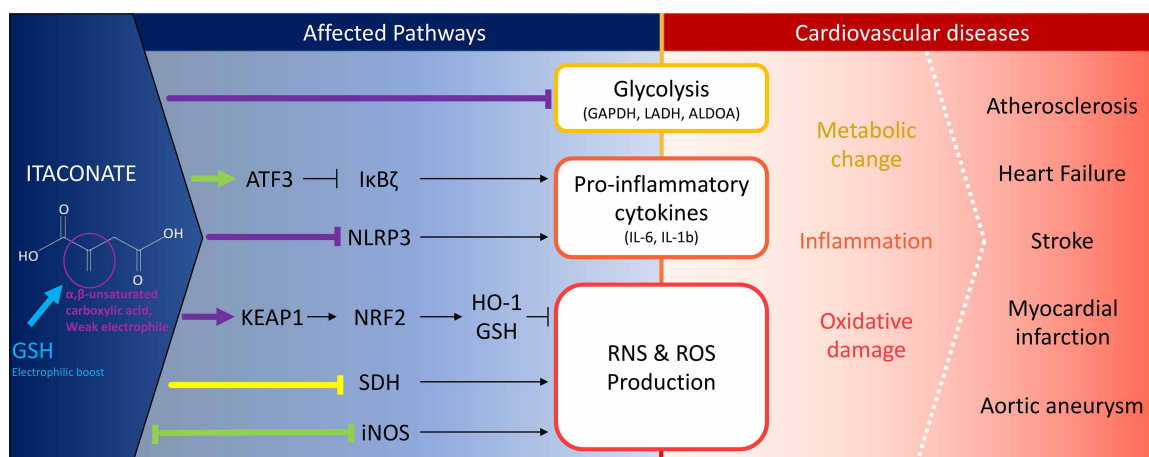 Affected Pathways
Cardiovascular diseases
ITACONATE
O
OH
HO
O
α,β-unsaturated
carboxylic acid,
Weak electrophile
GSH
Electrophilic boost
Glycolysis
(GAPDH, LADH, ALDOA)
ATF3
IκBζ
NLRP3
Pro-inflammatory
cytokines
(IL-6, IL-1b)
KEAP1
NRF2
HO-1
GSH
SDH
iNOS
RNS & ROS
Production
Metabolic
change
Inflammation
Oxidative
damage
Atherosclerosis
Heart Failure
Stroke
Myocardial
infarction
Aortic aneurysm